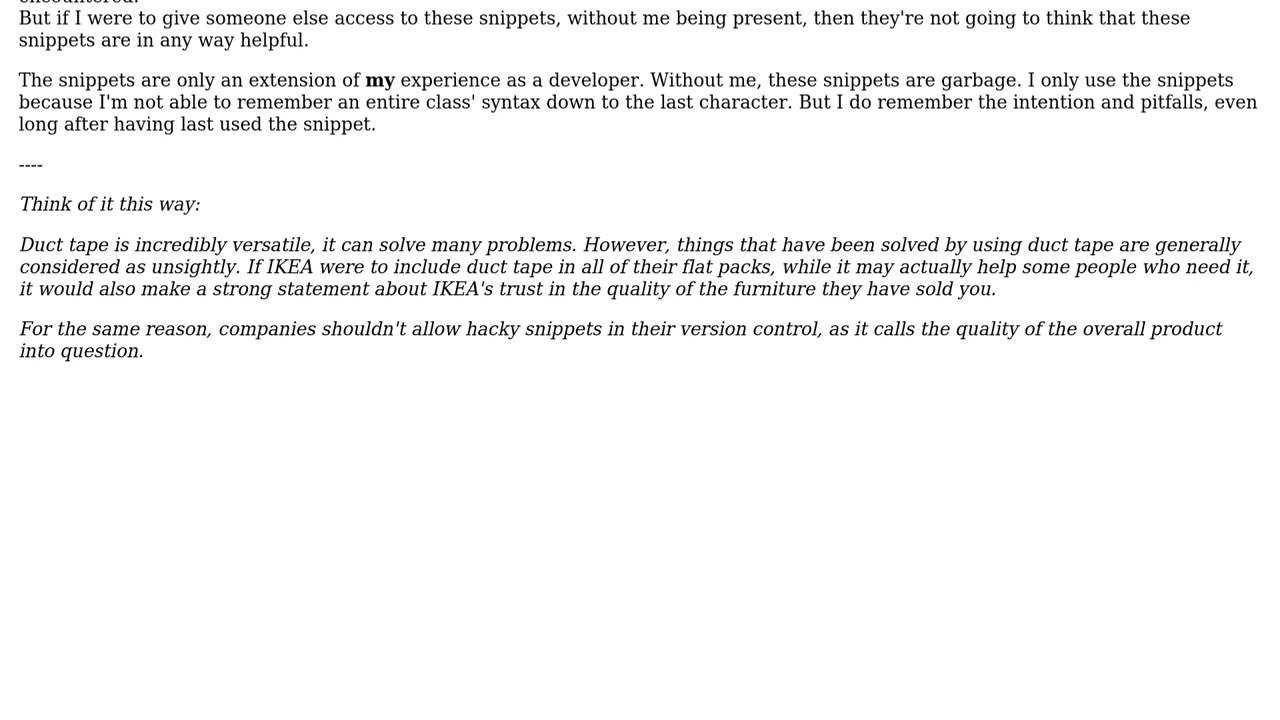 But if I were to give someone else access to these snippets, without me being present, then they're not going to think that these
snippets are in any way helpful.
The snippets are only an extension of my experience as a developer. Without me, these snippets are garbage. I only use the snippets
because I'm not able to remember an entire class' syntax down to the last character. But I do remember the intention and pitfalls, even
long after having last used the snippet.
----
Think of it this way:
Duct tape is incredibly versatile, it can solve many problems. However, things that have been solved by using duct tape are generally
considered as unsightly. If IKEA were to include duct tape in all of their flat packs, while it may actually help some people who need it,
it would also make a strong statement about IKEA's trust in the quality of the furniture they have sold you.
For the same reason, companies shouldn't allow hacky snippets in their version control, as it calls the quality of the overall product
into question.